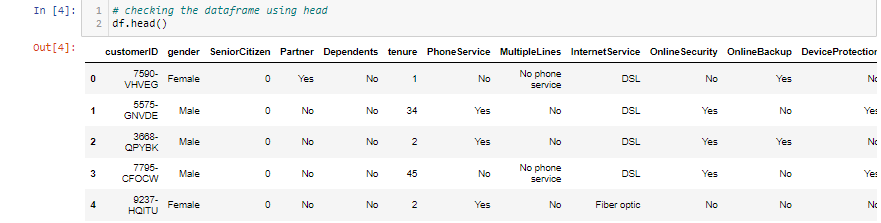 In [4]: 1 # checking the dataframe using head
2 df.head()
Out[4]:
customerID gender SeniorCitizen Partner Dependents tenure PhoneService MultipleLines InternetService OnlineSecurity OnlineBackup DeviceProtection
0 7590-VHVEG Female 0 Yes No 1 No No phone service DSL No Yes No
1 5575-GNVDE Male 0 No No 34 Yes No DSL Yes No Yes
2 3668-QPYBK Male 0 No No 2 Yes No DSL Yes Yes No
3 7795-CFOCW Male 0 No No 45 No No phone service DSL Yes No Yes
4 9237-HQITU Female 0 No No 2 Yes No Fiber optic No No No